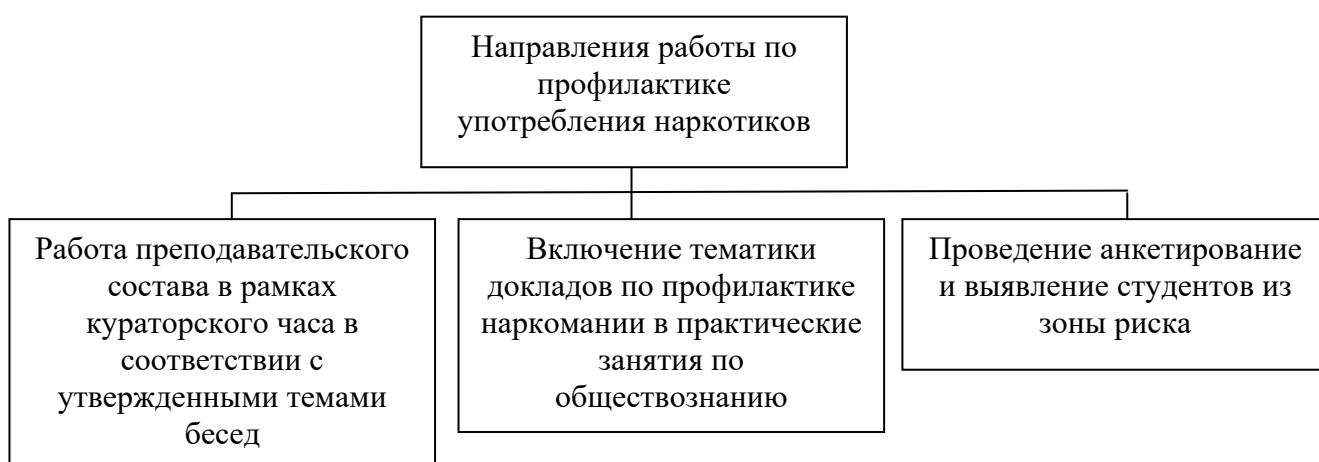 Направления работы по
профилактике
употребления наркотиков
Работа преподавательского
состава в рамках
кураторского часа в
соответствии с
утвержденными темами
бесед
Включение тематики
докладов по профилактике
наркомании в практические
занятия по
обществознанию
Проведение анкетирование
и выявление студентов из
зоны риска